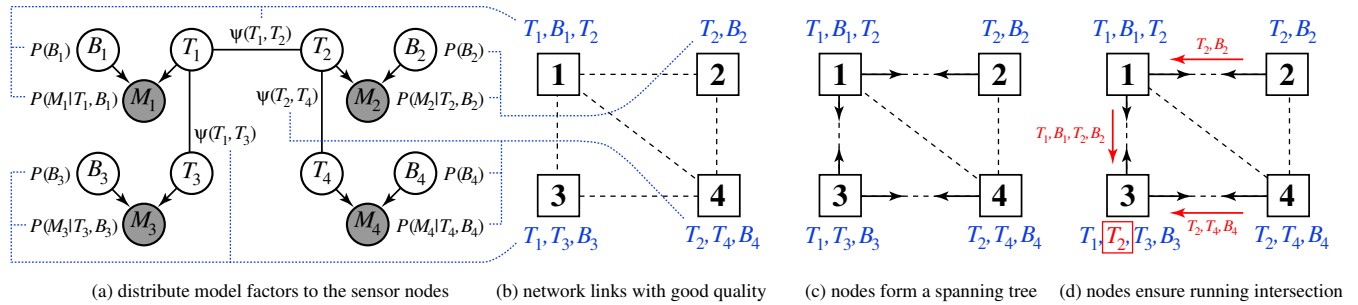 ψ(T₁,T₂)
P(B₁) B₁ T₁ T₂ B₂ P(B₂)
P(M₁|T₁,B₁) M₁ ψ(T₂,T₄) M₂ P(M₂|T₂,B₂)
ψ(T₁,T₃)
P(B₃) B₃ T₃ T₄ B₄ P(B₄)
P(M₃|T₃,B₃) M₃ M₄ P(M₄|T₄,B₄)
(a) distribute model factors to the sensor nodes
T₁,B₁,T₂ T₂,B₂
1 2
3 4
T₁,T₃,B₃ T₂,T₄,B₄
(b) network links with good quality
T₁,B₁,T₂ T₂,B₂
1 2
3 4
T₁,T₃,B₃ T₂,T₄,B₄
(c) nodes form a spanning tree
T₁,B₁,T₂ T₂,B₂
T₂,B₂
1 2
T₁,B₁,T₂,B₂
3 4
T₂,T₄,B₄
T₁,T₂,T₃,B₃ T₂,T₄,B₄
(d) nodes ensure running intersection